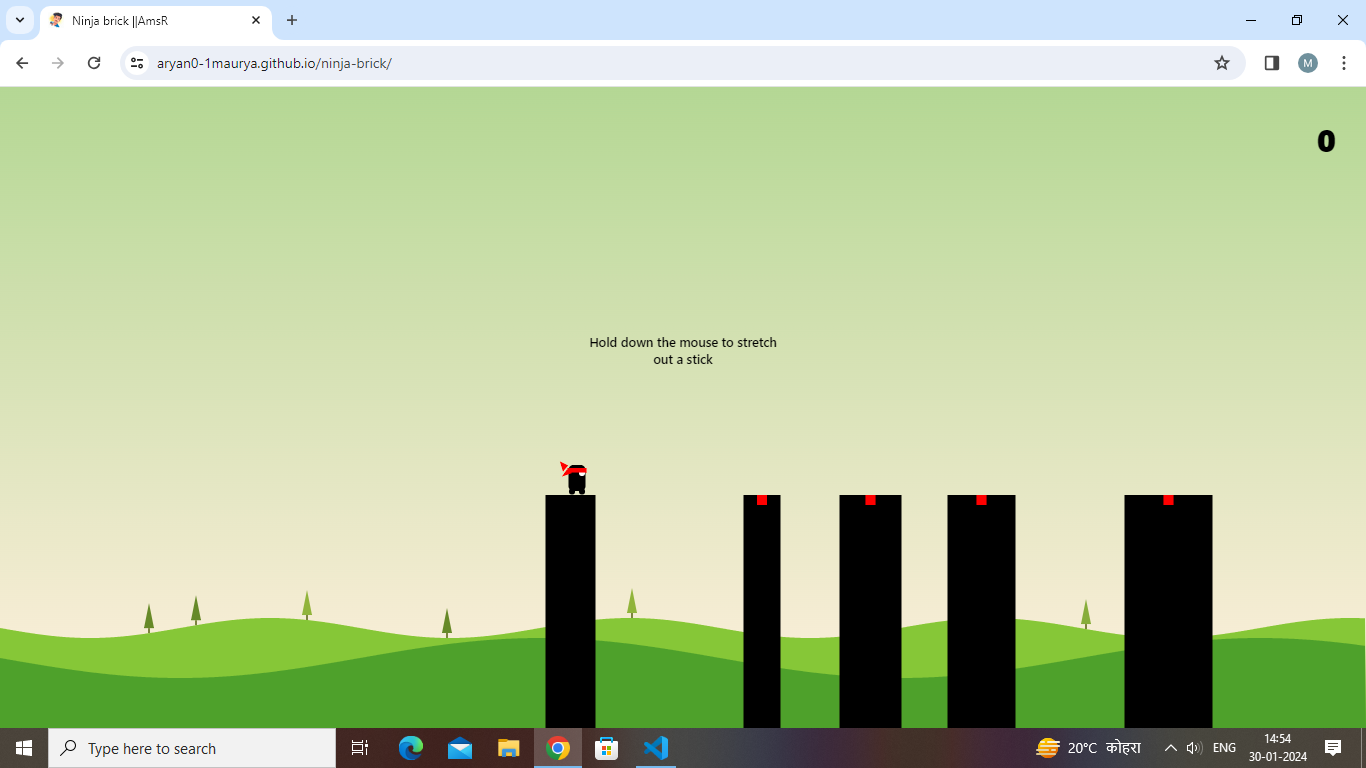 Ninja brick ||AmsR
aryan0-1maurya.github.io/ninja-brick/
M
0
Hold down the mouse to stretch
out a stick
Type here to search
20°C कोहरा
ENG
14:54
30-01-2024